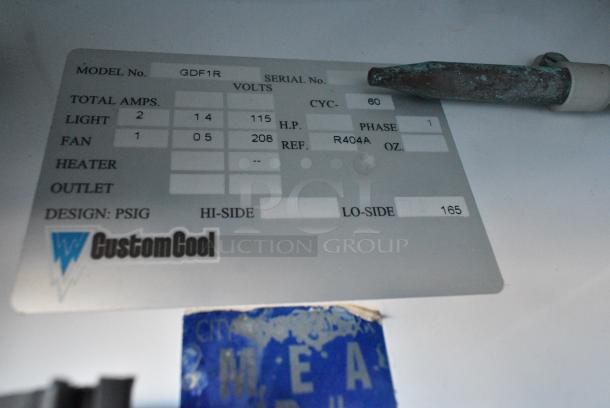 MODEL No. GDF1R SERIAL No.
VOLTS
TOTAL AMPS. CYC- 60
LIGHT 2 1 4 115 H.P. PHASE 1
FAN 1 0 5 208 REF. R404A OZ.
HEATER --
OUTLET
DESIGN: PSIG HI-SIDE LO-SIDE 165
CustomCool
PCI
AUCTION GROUP
CITY
M E A